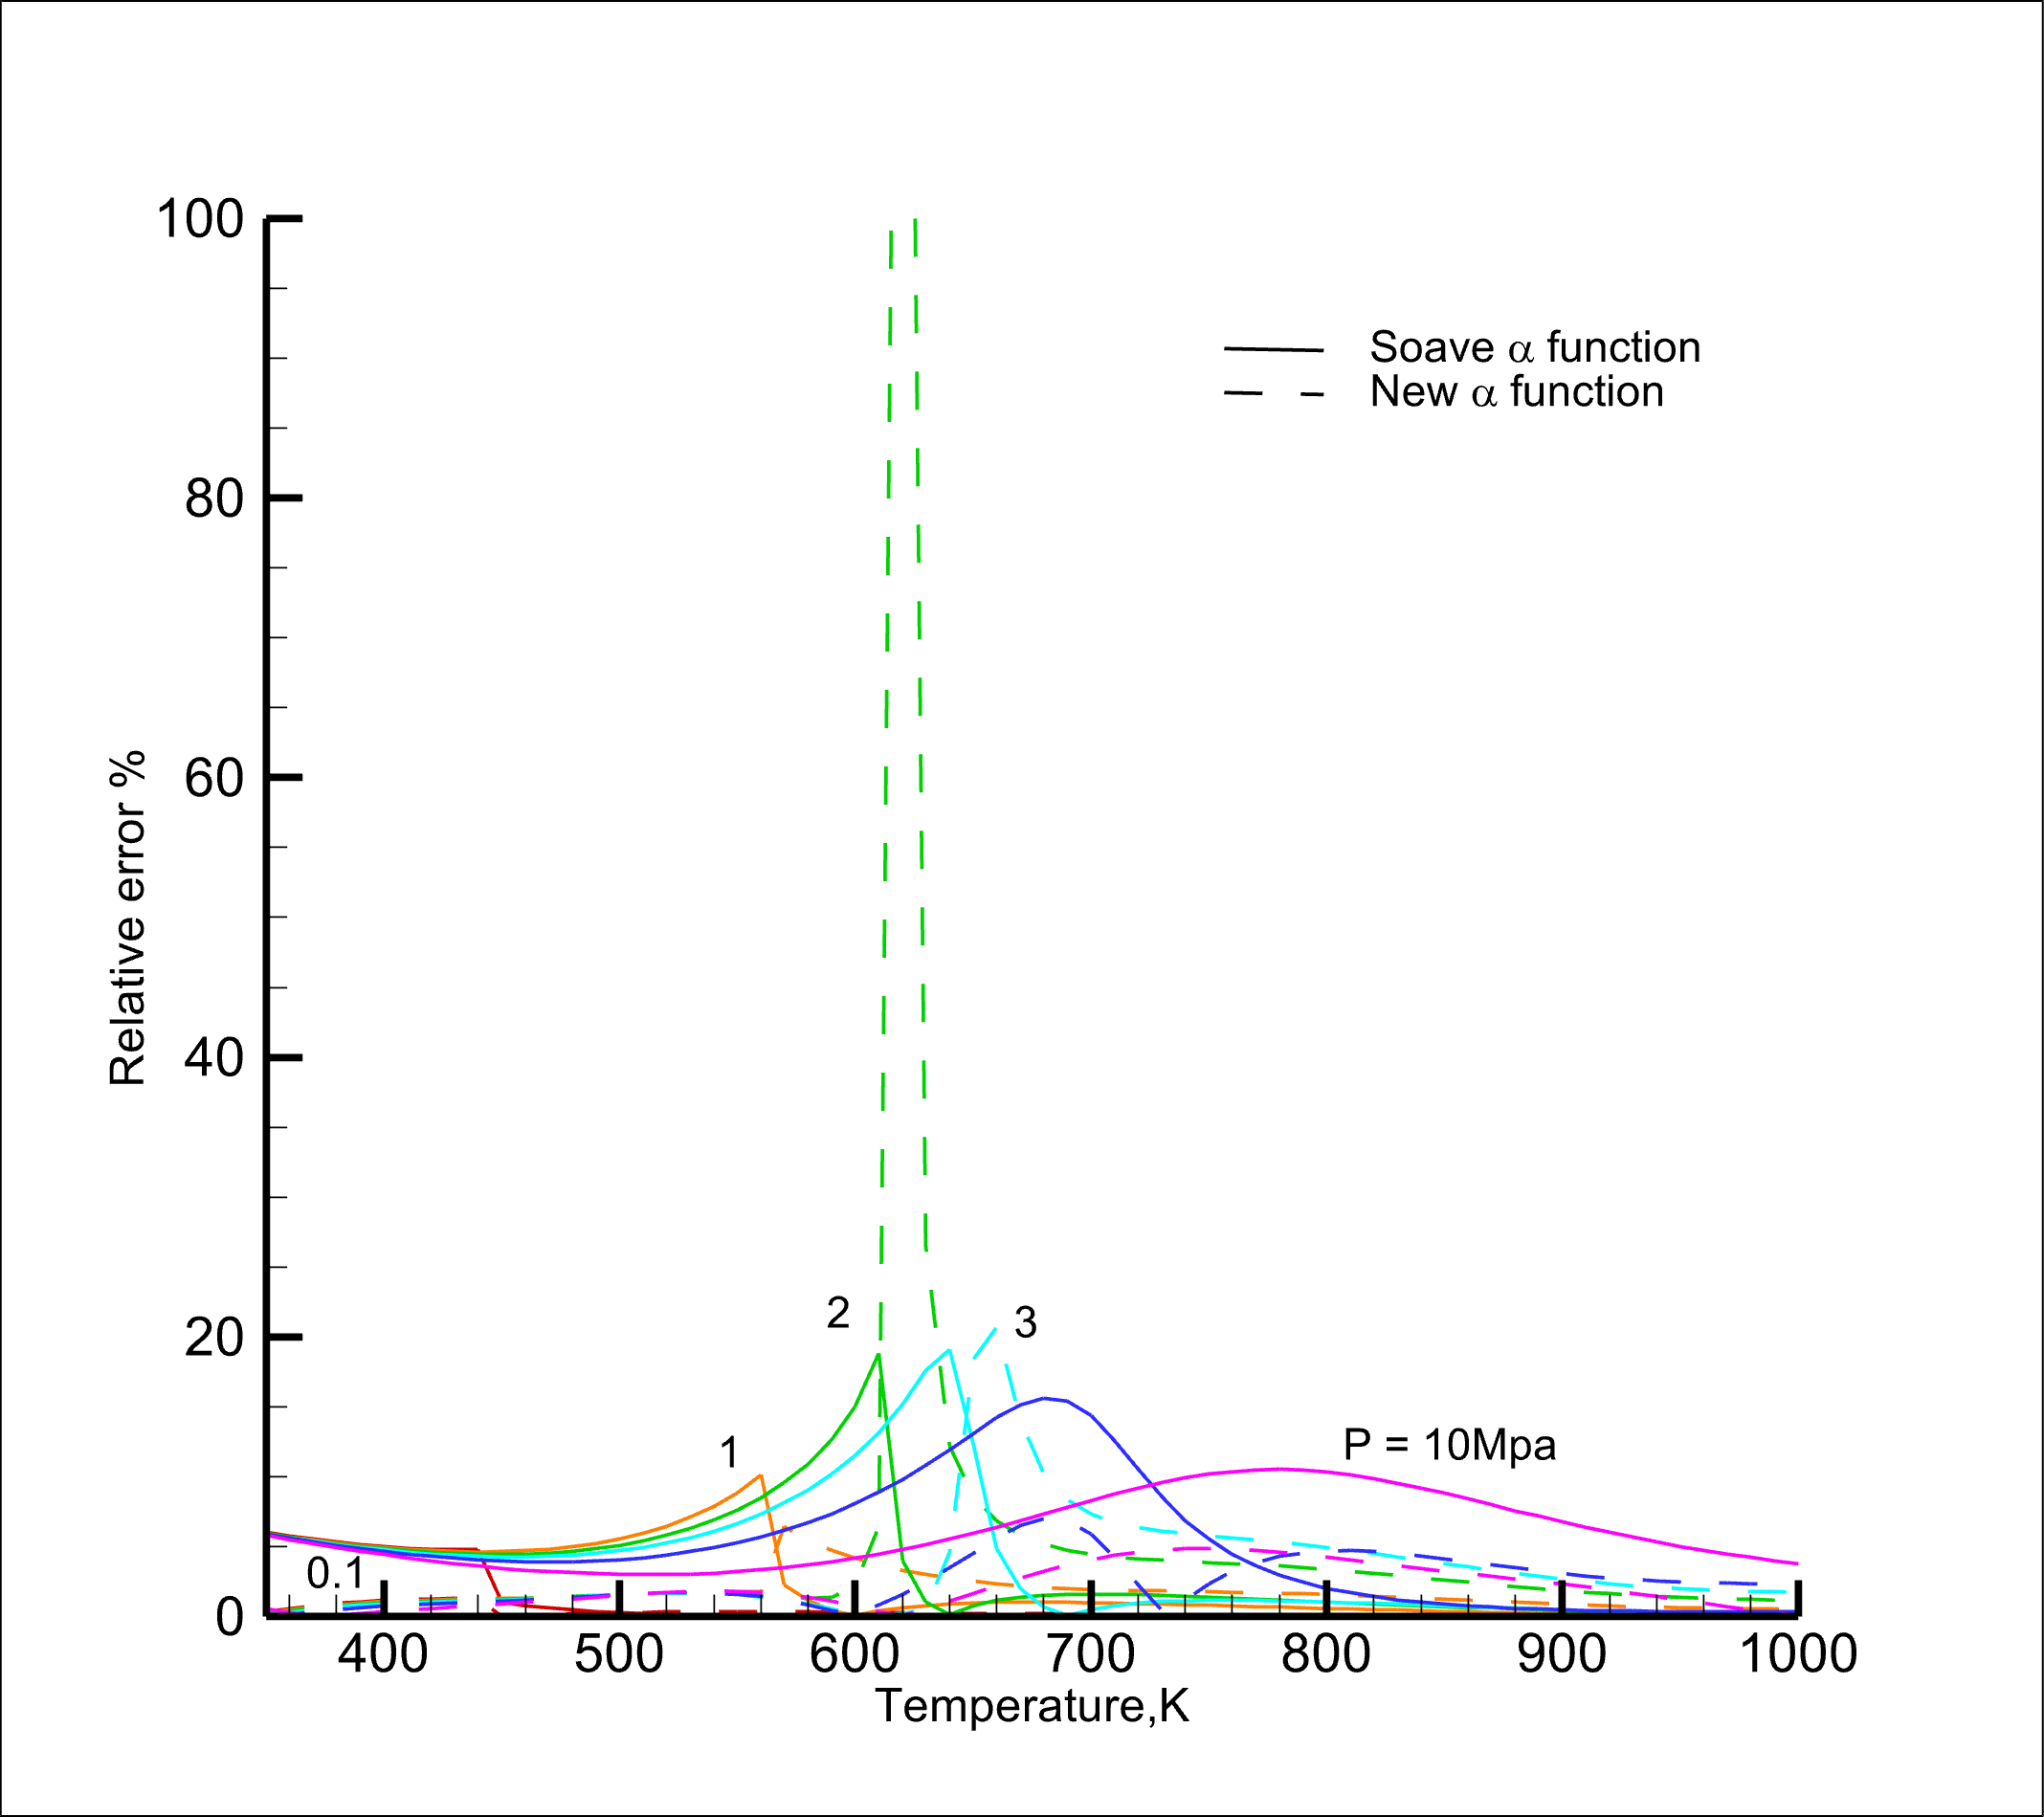 100
80
60
40
20
0
Relative error %
Soave α function
New α function
2
3
1
P = 10Mpa
0.1
400 500 600 700 800 900 1000
Temperature,K